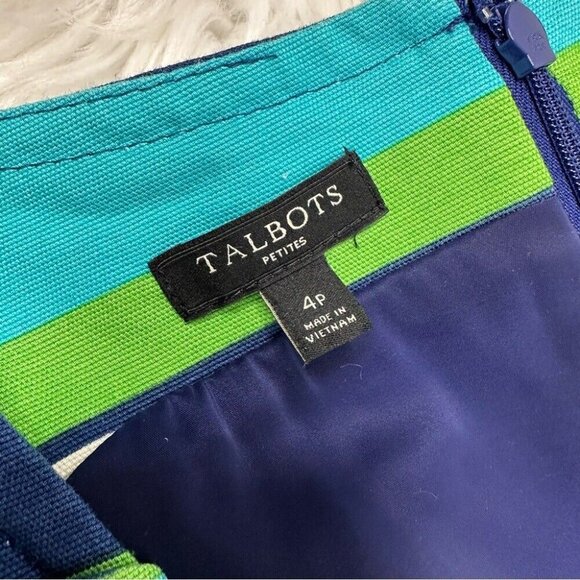 TALBOTS
PETITES
4P
MADE IN
VIETNAM